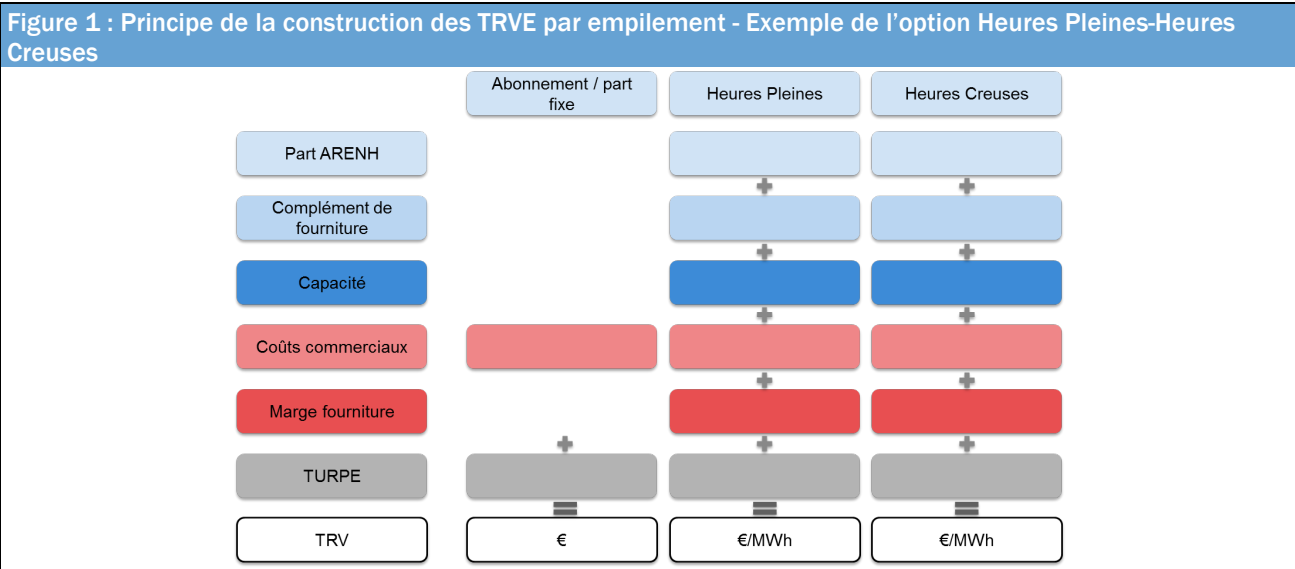 Figure 1 : Principe de la construction des TRVE par empilement - Exemple de l’option Heures Pleines-Heures
Creuses
Abonnement / part
fixe
Heures Pleines
Heures Creuses
Part ARENH
+ +
Complément de
fourniture
+ +
Capacité
+ +
Coûts commerciaux
+ +
Marge fourniture
+ + +
TURPE
= = =
TRV
€
€/MWh
€/MWh